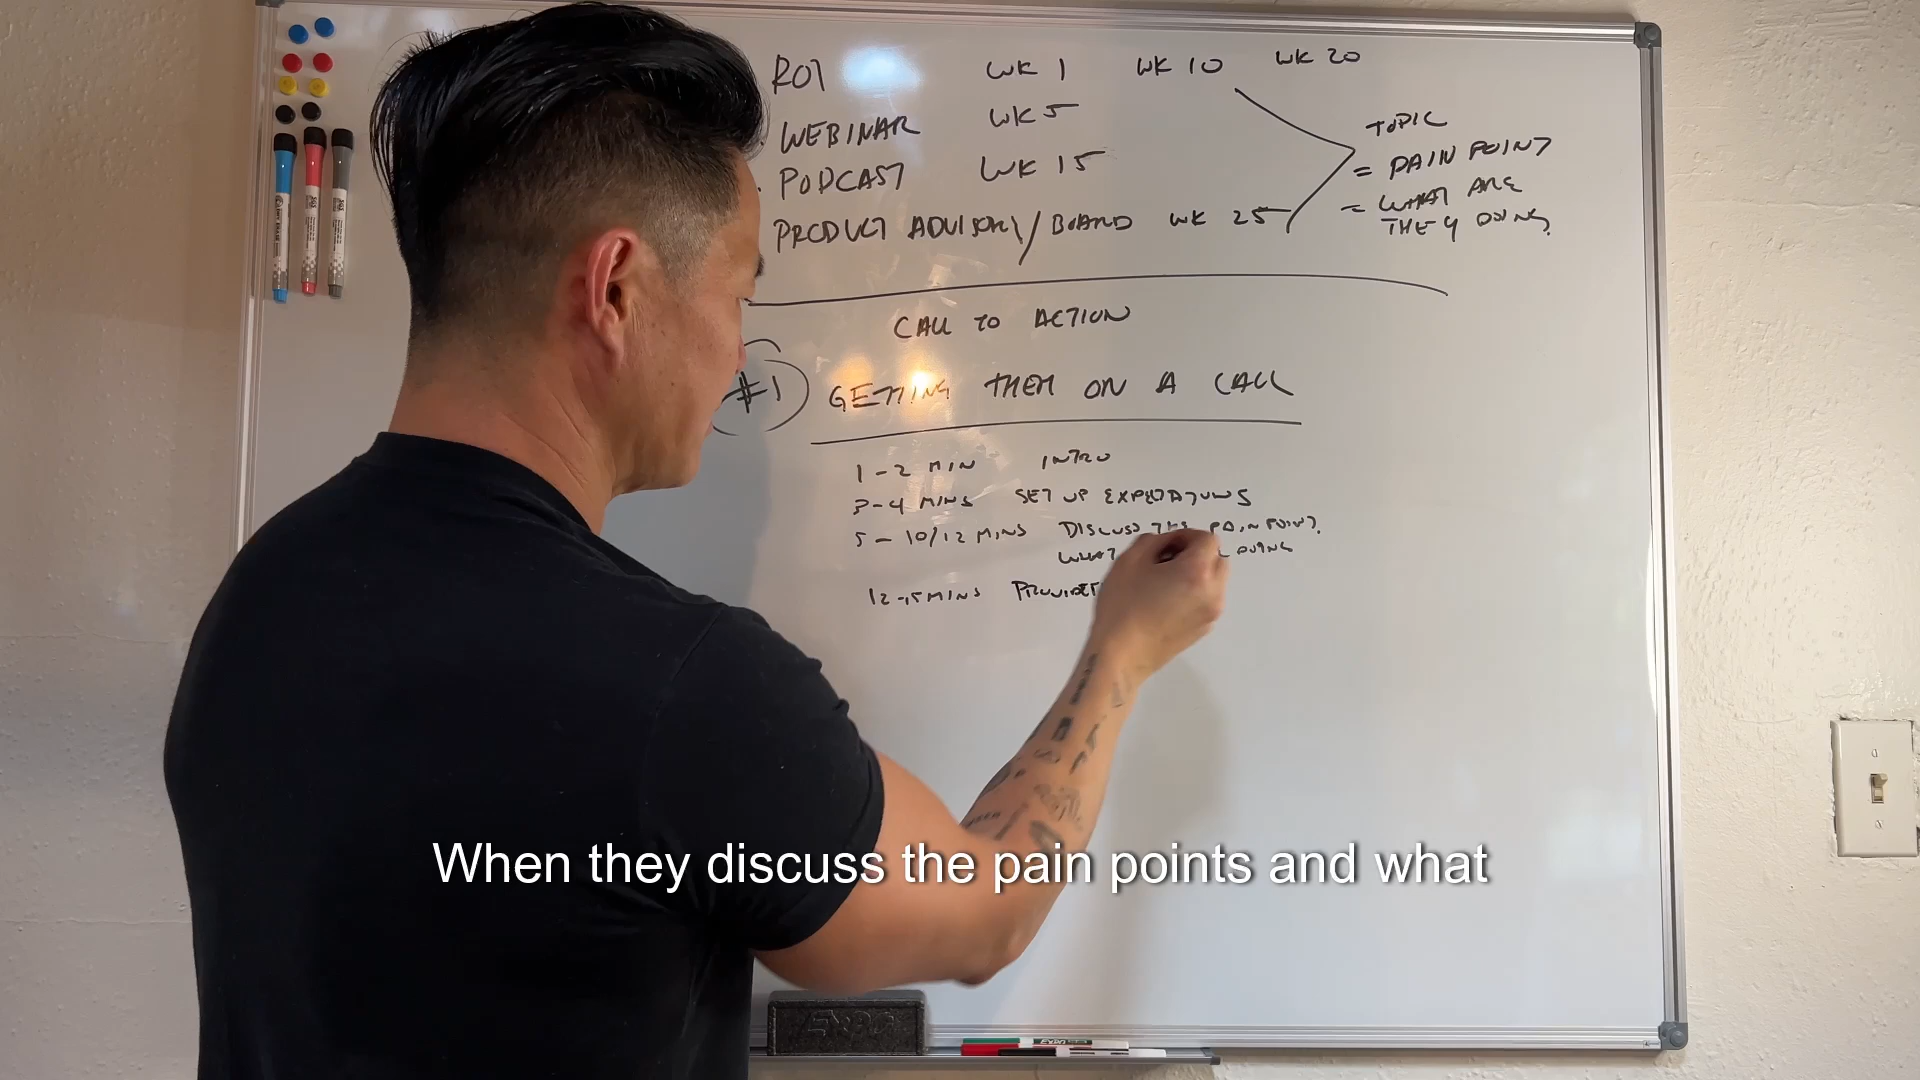 ROI WK 1 WK 10 WK 20
WEBINAR WK 5
PODCAST WK 15
PRODUCT ADVISORY/BOARD WK 25
TOPIC
= PAIN POINT
= WHAT ARE
THEY DOING?
CALL TO ACTION
#1 GETTING THEM ON A CALL
1-2 MIN INTRO
3-4 MINS SET UP EXPECTATIONS
5-10/12 MINS DISCUSS THE PAIN POINT.
WHAT DOING
12-15 MINS
When they discuss the pain points and what
EXPO